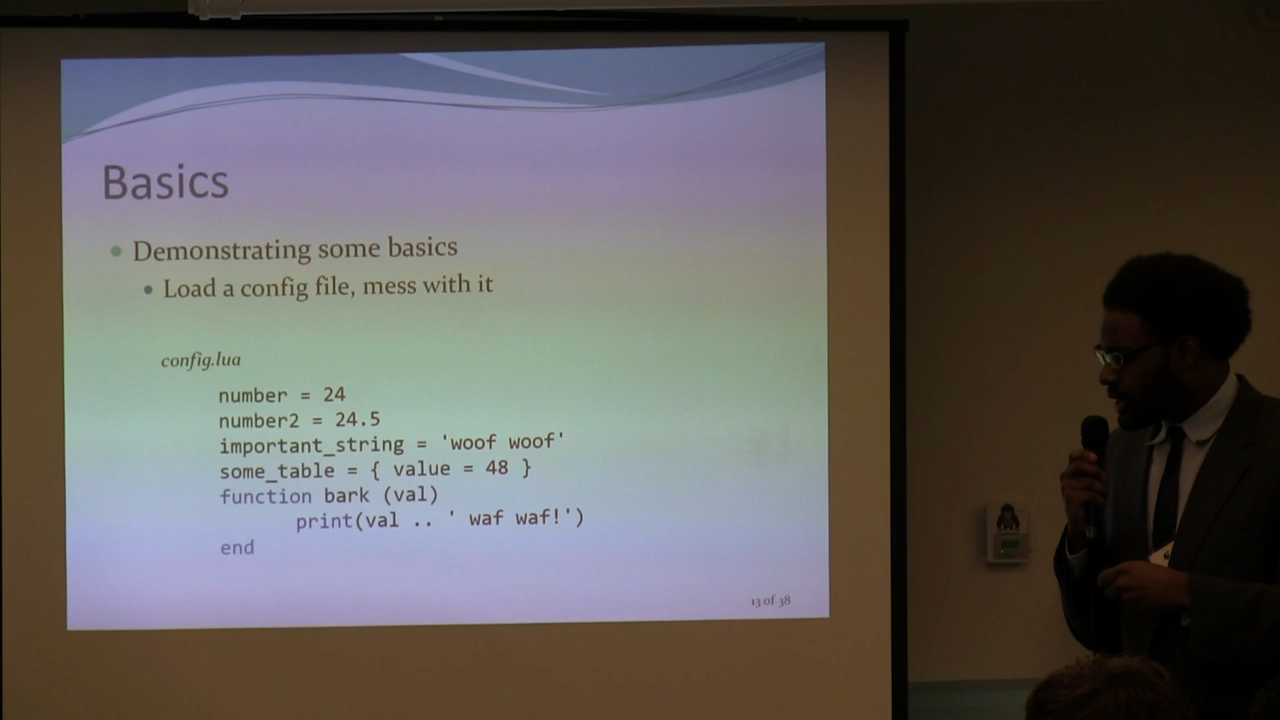 Basics
Demonstrating some basics
Load a config file, mess with it
config.lua
number = 24
number2 = 24.5
important_string = 'woof woof'
some_table = { value = 48 }
function bark (val)
print(val .. ' waf waf!')
end
13 of 38